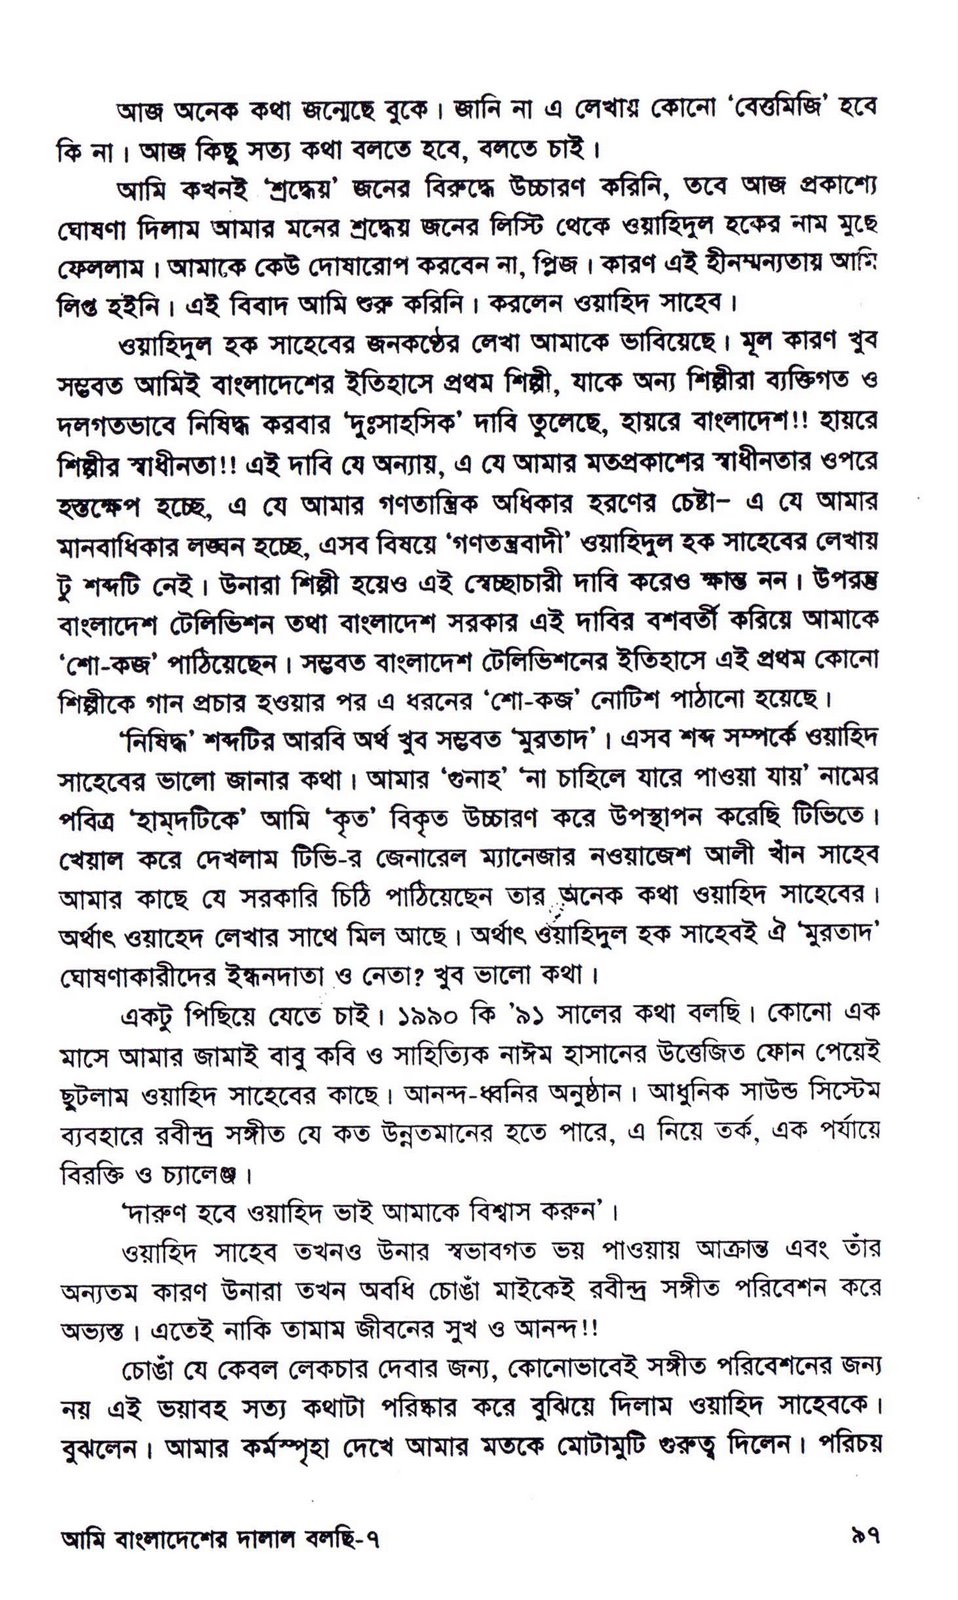 আজ অনেক কথা জন্মেছে বুকে। জানি না এ লেখায় কোনো ‘বেত্তমিজি’ হবে
কি না। আজ কিছু সত্য কথা বলতে হবে, বলতে চাই।
আমি কখনই ‘শ্রদ্ধেয়’ জনের বিরুদ্ধে উচ্চারণ করিনি, তবে আজ প্রকাশ্যে
ঘোষণা দিলাম আমার মনের শ্রদ্ধেয় জনের লিস্টি থেকে ওয়াহিদুল হকের নাম মুছে
ফেললাম। আমাকে কেউ দোষারোপ করবেন না, প্লিজ। কারণ এই হীনম্মন্যতায় আমি
লিপ্ত হইনি। এই বিবাদ আমি শুরু করিনি। করলেন ওয়াহিদ সাহেব।
ওয়াহিদুল হক সাহেবের জনকণ্ঠের লেখা আমাকে ভাবিয়েছে। মূল কারণ খুব
সম্ভবত আমিই বাংলাদেশের ইতিহাসে প্রথম শিল্পী, যাকে অন্য শিল্পীরা ব্যক্তিগত ও
দলগতভাবে নিষিদ্ধ করবার ‘দুঃসাহসিক’ দাবি তুলেছে, হায়রে বাংলাদেশ!! হায়রে
শিল্পীর স্বাধীনতা!! এই দাবি যে অন্যায়, এ যে আমার মতপ্রকাশের স্বাধীনতার ওপরে
হস্তক্ষেপ হচ্ছে, এ যে আমার গণতান্ত্রিক অধিকার হরণের চেষ্টা– এ যে আমার
মানবাধিকার লঙ্ঘন হচ্ছে, এসব বিষয়ে ‘গণতন্ত্রবাদী’ ওয়াহিদুল হক সাহেবের লেখায়
টু শব্দটি নেই। উনারা শিল্পী হয়েও এই স্বেচ্ছাচারী দাবি করেও ক্ষান্ত নন। উপরন্তু
বাংলাদেশ টেলিভিশন তথা বাংলাদেশ সরকার এই দাবির বশবর্তী করিয়ে আমাকে
‘শো-কজ’ পাঠিয়েছেন। সম্ভবত বাংলাদেশ টেলিভিশনের ইতিহাসে এই প্রথম কোনো
শিল্পীকে গান প্রচার হওয়ার পর এ ধরনের ‘শো-কজ’ নোটিশ পাঠানো হয়েছে।
‘নিষিদ্ধ’ শব্দটির আরবি অর্থ খুব সম্ভবত ‘মুরতাদ’। এসব শব্দ সম্পর্কে ওয়াহিদ
সাহেবের ভালো জানার কথা। আমার ‘গুনাহ’ ‘না চাহিলে যারে পাওয়া যায়’ নামের
পবিত্র ‘হাম্‌দটিকে’ আমি ‘কৃত’ বিকৃত উচ্চারণ করে উপস্থাপন করেছি টিভিতে।
খেয়াল করে দেখলাম টিভি-র জেনারেল ম্যানেজার নওয়াজেশ আলী খাঁন সাহেব
আমার কাছে যে সরকারি চিঠি পাঠিয়েছেন তার অনেক কথা ওয়াহিদ সাহেবের।
অর্থাৎ ওয়াহেদ লেখার সাথে মিল আছে। অর্থাৎ ওয়াহিদুল হক সাহেবই ঐ ‘মুরতাদ’
ঘোষণাকারীদের ইন্ধনদাতা ও নেতা? খুব ভালো কথা।
একটু পিছিয়ে যেতে চাই। ১৯৯০ কি ’৯১ সালের কথা বলছি। কোনো এক
মাসে আমার জামাই বাবু কবি ও সাহিত্যিক নাঈম হাসানের উত্তেজিত ফোন পেয়েই
ছুটলাম ওয়াহিদ সাহেবের কাছে। আনন্দ-ধ্বনির অনুষ্ঠান। আধুনিক সাউন্ড সিস্টেম
ব্যবহারে রবীন্দ্র সঙ্গীত যে কত উন্নতমানের হতে পারে, এ নিয়ে তর্ক, এক পর্যায়ে
বিরক্তি ও চ্যালেঞ্জ।
‘দারুণ হবে ওয়াহিদ ভাই আমাকে বিশ্বাস করুন’।
ওয়াহিদ সাহেব তখনও উনার স্বভাবগত ভয় পাওয়ায় আক্রান্ত এবং তাঁর
অন্যতম কারণ উনারা তখন অবধি চোঙাঁ মাইকেই রবীন্দ্র সঙ্গীত পরিবেশন করে
অভ্যস্ত। এতেই নাকি তামাম জীবনের সুখ ও আনন্দ!!
চোঙাঁ যে কেবল লেকচার দেবার জন্য, কোনোভাবেই সঙ্গীত পরিবেশনের জন্য
নয় এই ভয়াবহ সত্য কথাটা পরিষ্কার করে বুঝিয়ে দিলাম ওয়াহিদ সাহেবকে।
বুঝলেন। আমার কর্মস্পৃহা দেখে আমার মতকে মোটামুটি গুরুত্ব দিলেন। পরিচয়
আমি বাংলাদেশের দালাল বলছি-৭ ৯৭